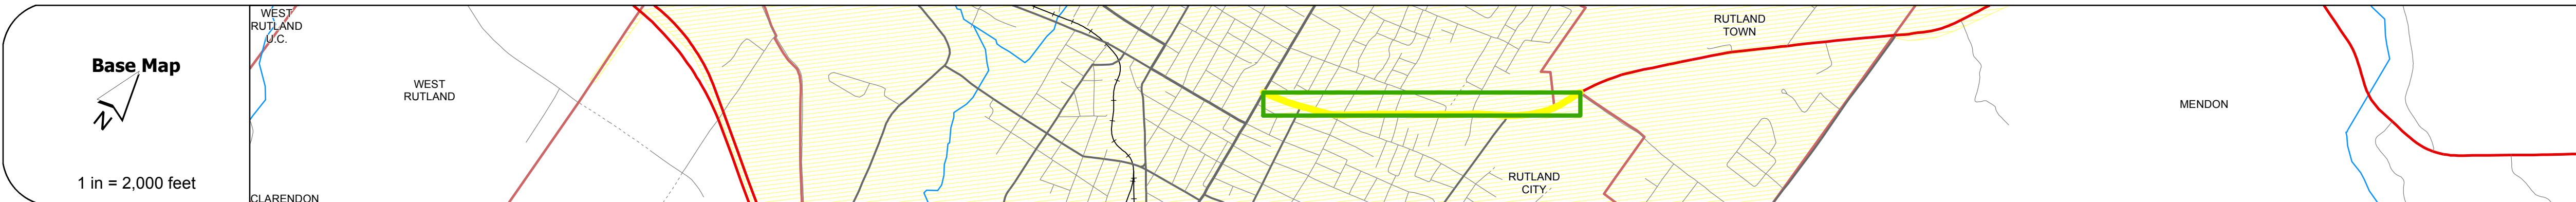 Base Map
N
1 in = 2,000 feet
WEST
RUTLAND
U.C.
WEST
RUTLAND
CLARENDON
RUTLAND
TOWN
RUTLAND
CITY
MENDON